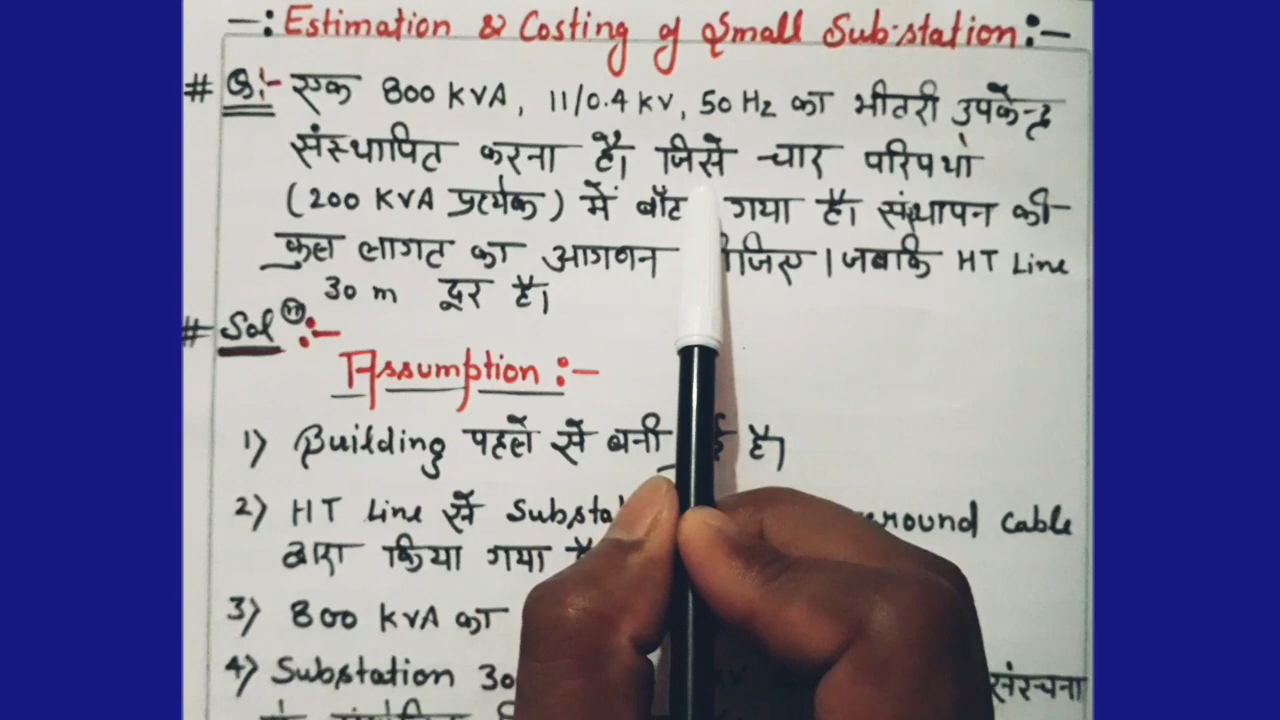 -: Estimation & Costing of Small Sub-station:-
# Q:- एक 800 KVA, 11/0.4 KV, 50 Hz का भीतरी उपकेन्द्र
संस्थापित करना है। जिसे चार परिपथो
(200 KVA प्रत्येक) में बॉट गया है। संस्थापन की
कुल लागत का आगणन जिए । जबकि HT Line
30 m दूर है।
# Solⁿ :-
Assumption :-
1) Building पहले से बनी है।
2) HT Line से Substa round cable
द्वारा किया गया
3) 800 KVA का
4) Substation 30 संरचना